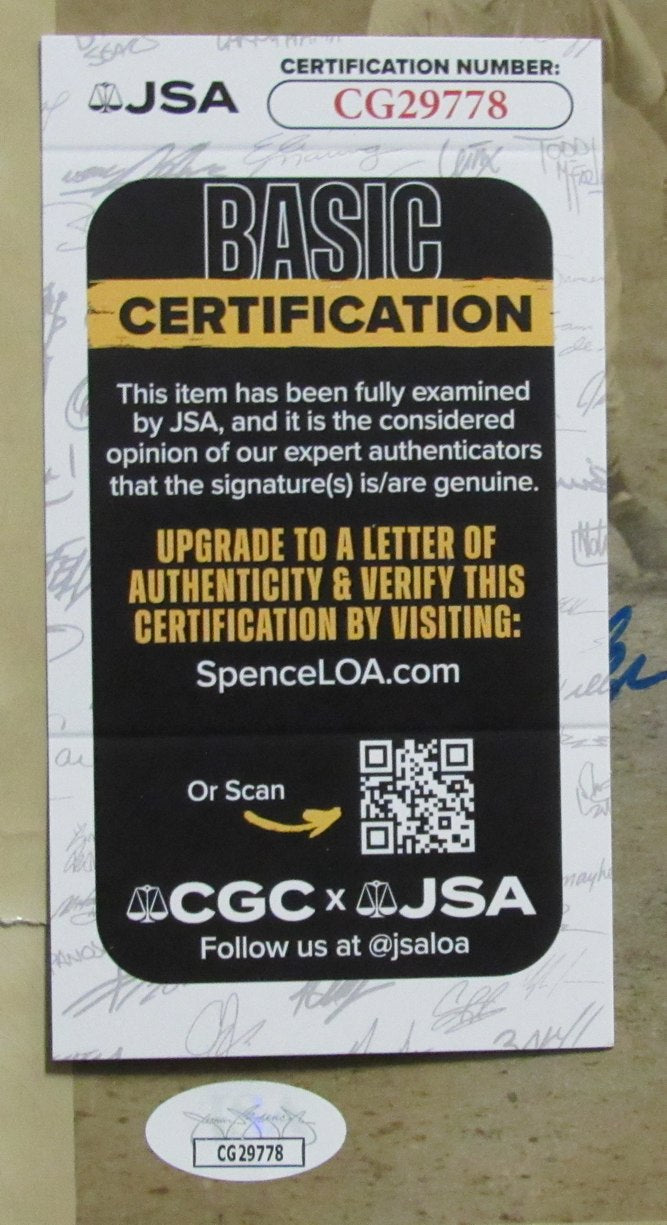 JSA
CERTIFICATION NUMBER:
CG29778
BASIC
CERTIFICATION
This item has been fully examined
by JSA, and it is the considered
opinion of our expert authenticators
that the signature(s) is/are genuine.
UPGRADE TO A LETTER OF
AUTHENTICITY & VERIFY THIS
CERTIFICATION BY VISITING:
SpenceLOA.com
Or Scan
CGC x JSA
Follow us at @jsaloa
CG29778